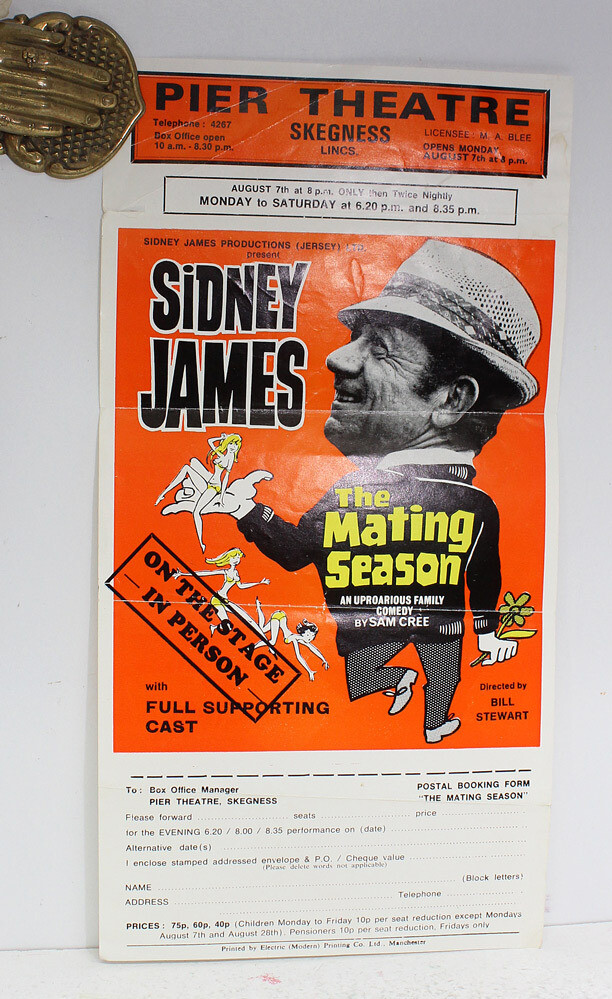 PIER THEATRE
Telephone: 4267
Box Office open
10 a.m. - 8.30 p.m.
SKEGNESS
LINCS.
LICENSEE: M. A. BLEE
OPENS MONDAY
AUGUST 7th at 8 p.m.
AUGUST 7th at 8 p.m. ONLY then Twice Nightly
MONDAY to SATURDAY at 6.20 p.m. and 8.35 p.m.
SIDNEY JAMES PRODUCTIONS (JERSEY) LTD.
present
SiDNEY
JAMES
The
Mating
Season
AN UPROARIOUS FAMILY
COMEDY
BY SAM CREE
ON THE STAGE
IN PERSON
with
FULL SUPPORTING
CAST
Directed by
BILL
STEWART
To: Box Office Manager
PIER THEATRE, SKEGNESS
POSTAL BOOKING FORM
"THE MATING SEASON"
Please forward seats price
for the EVENING 6.20 / 8.00 / 8.35 performance on (date)
Alternative date(s)
I enclose stamped addressed envelope & P.O. / Cheque value
(Please delete words not applicable)
NAME (Block letters)
ADDRESS Telephone
PRICES: 75p, 60p, 40p (Children Monday to Friday 10p per seat reduction except Mondays
August 7th and August 28th). Pensioners 10p per seat reduction, Fridays only
Printed by Electric (Modern) Printing Co. Ltd., Manchester